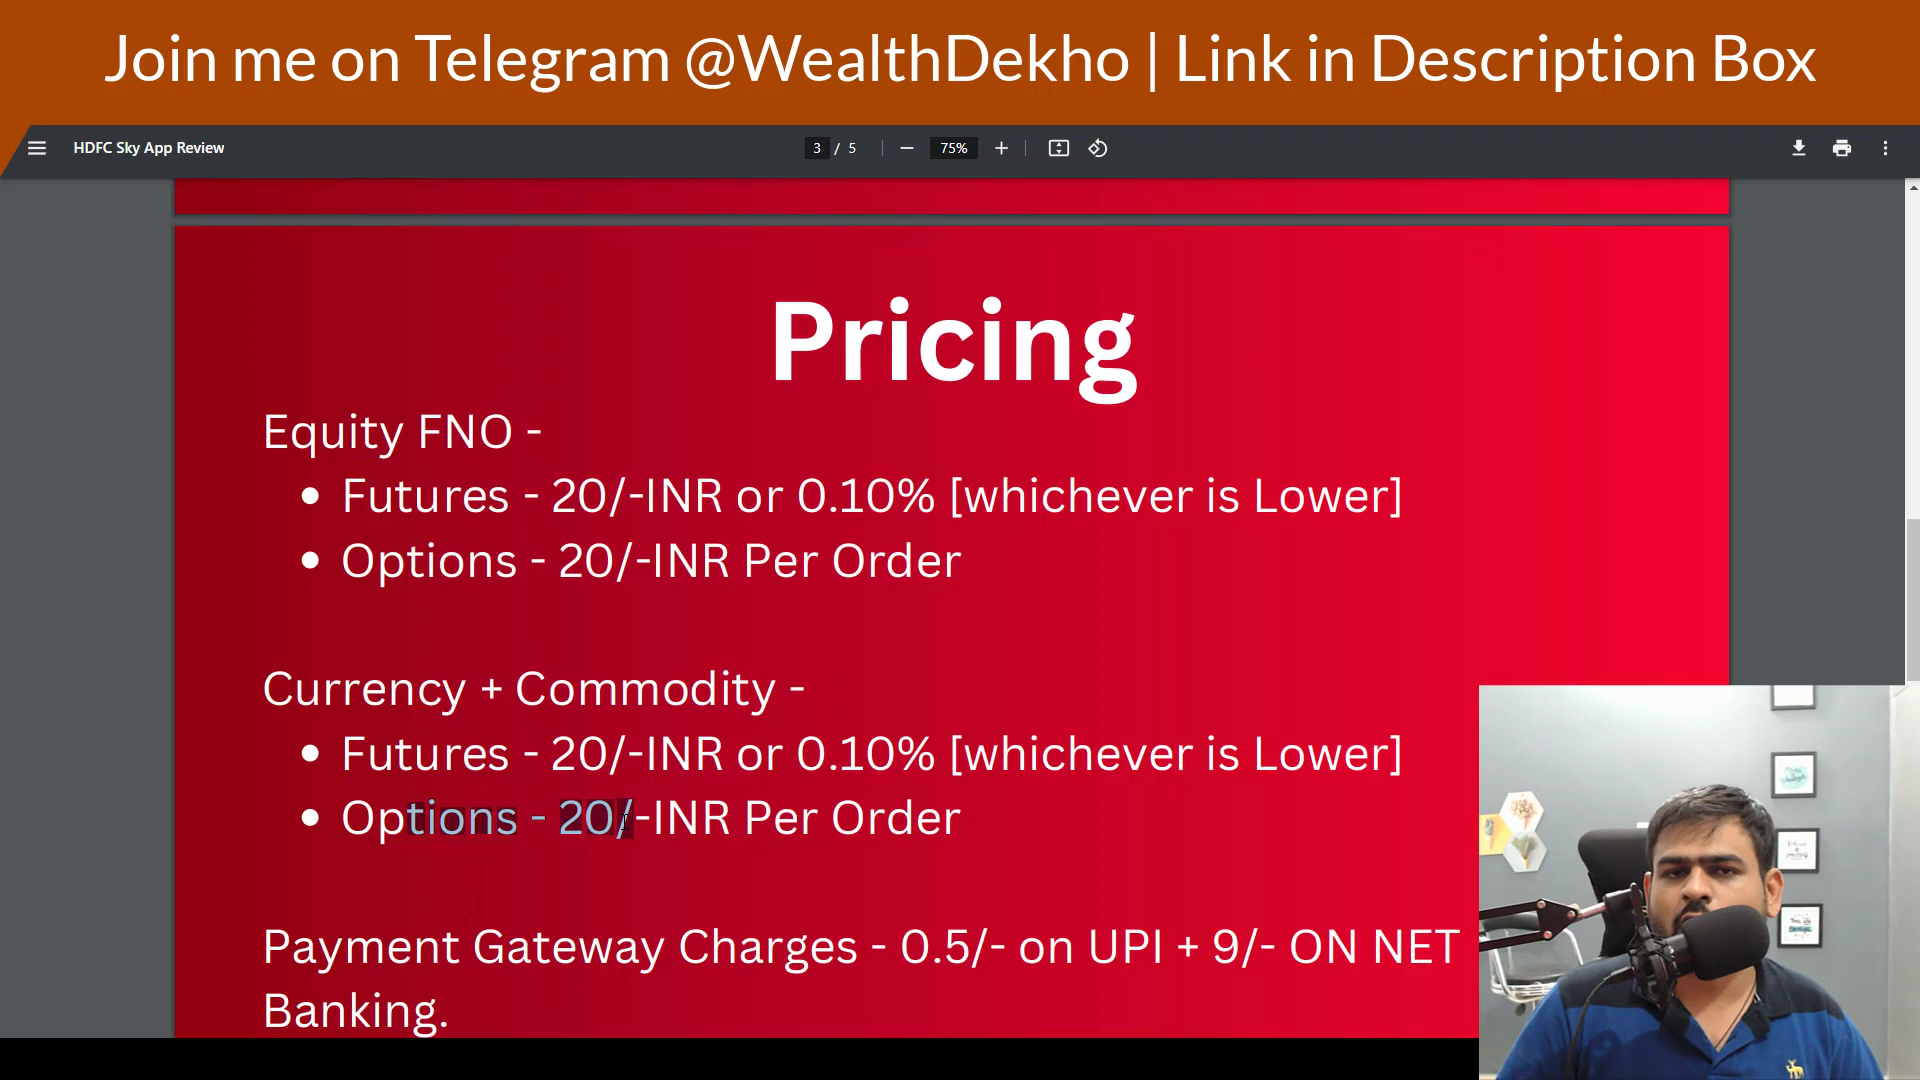 Join me on Telegram @WealthDekho | Link in Description Box
HDFC Sky App Review
3 / 5
75%
Pricing
Equity FNO -
• Futures - 20/-INR or 0.10% [whichever is Lower]
• Options - 20/-INR Per Order
Currency + Commodity -
• Futures - 20/-INR or 0.10% [whichever is Lower]
• Options - 20/-INR Per Order
Payment Gateway Charges - 0.5/- on UPI + 9/- ON NET
Banking.